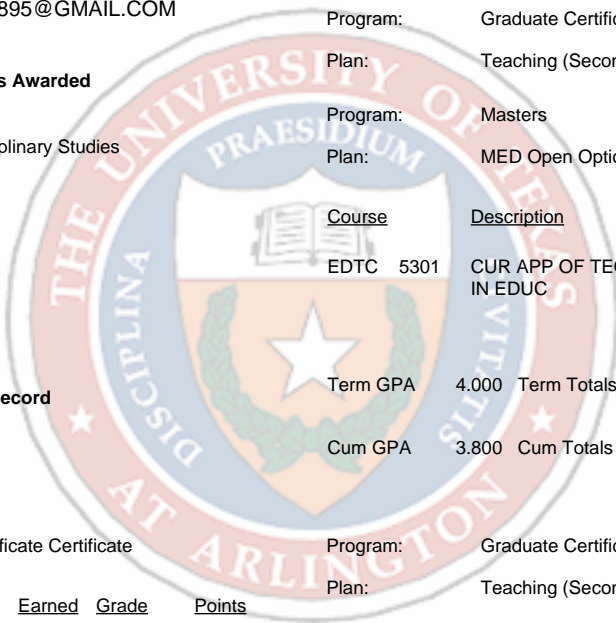 895@GMAIL.COM
s Awarded
plinary Studies
ecord
ficate Certificate
Earned Grade Points
Program: Graduate Certific
Plan: Teaching (Secon
Program: Masters
Plan: MED Open Optio
Course Description
EDTC 5301 CUR APP OF TEC
IN EDUC
Term GPA 4.000 Term Totals
Cum GPA 3.800 Cum Totals
Program: Graduate Certific
Plan: Teaching (Secon
THE UNIVERSITY OF TEXAS
AT ARLINGTON
PRAESIDIUM
DISCIPLINA
CIVITATIS